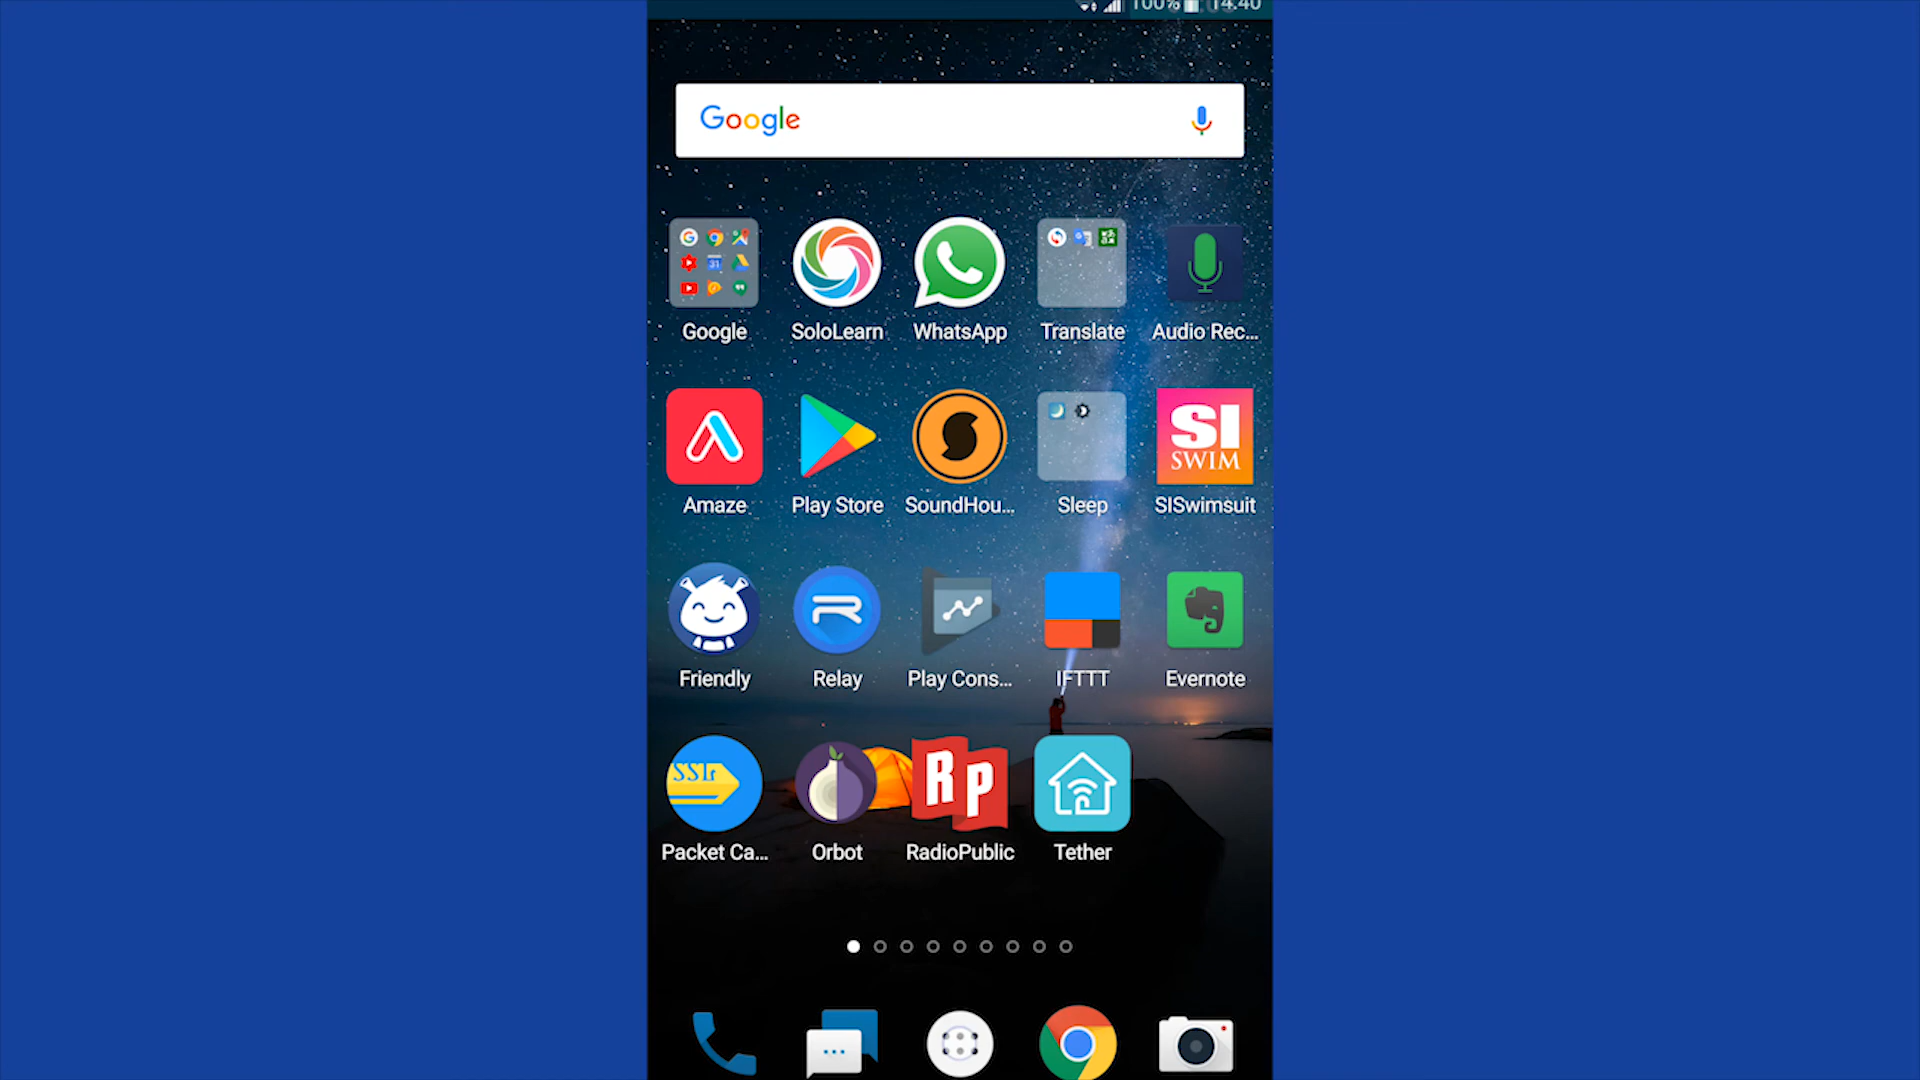 100% 14:40
Google
Google SoloLearn WhatsApp Translate Audio Rec...
SI
SWIM
Amaze Play Store SoundHou... Sleep SISwimsuit
Friendly Relay Play Cons... IFTTT Evernote
RP
Packet Ca... Orbot RadioPublic Tether